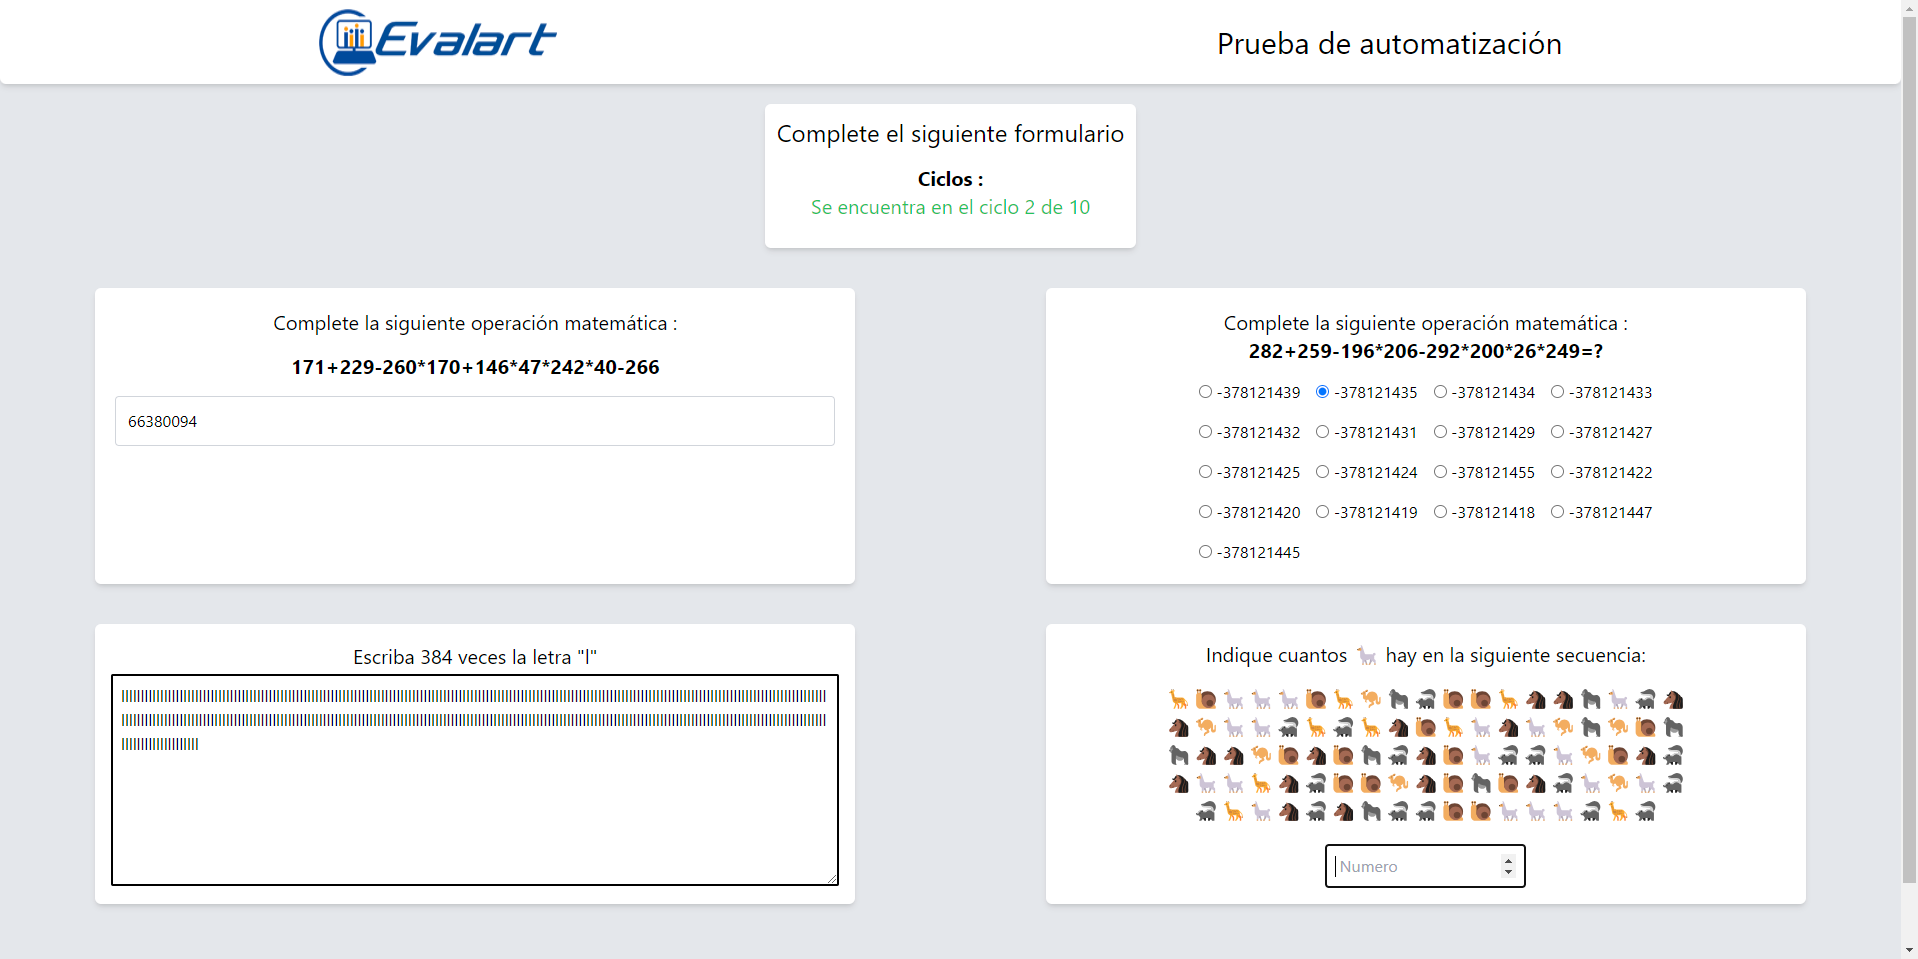 Evalart
Prueba de automatización
Complete el siguiente formulario
Ciclos :
Se encuentra en el ciclo 2 de 10
Complete la siguiente operación matemática :
171+229-260*170+146*47*242*40-266
66380094
Complete la siguiente operación matemática :
282+259-196*206-292*200*26*249=?
-378121439 -378121435 -378121434 -378121433
-378121432 -378121431 -378121429 -378121427
-378121425 -378121424 -378121455 -378121422
-378121420 -378121419 -378121418 -378121447
-378121445
Escriba 384 veces la letra "l"
Indique cuantos 🐐 hay en la siguiente secuencia:
Numero